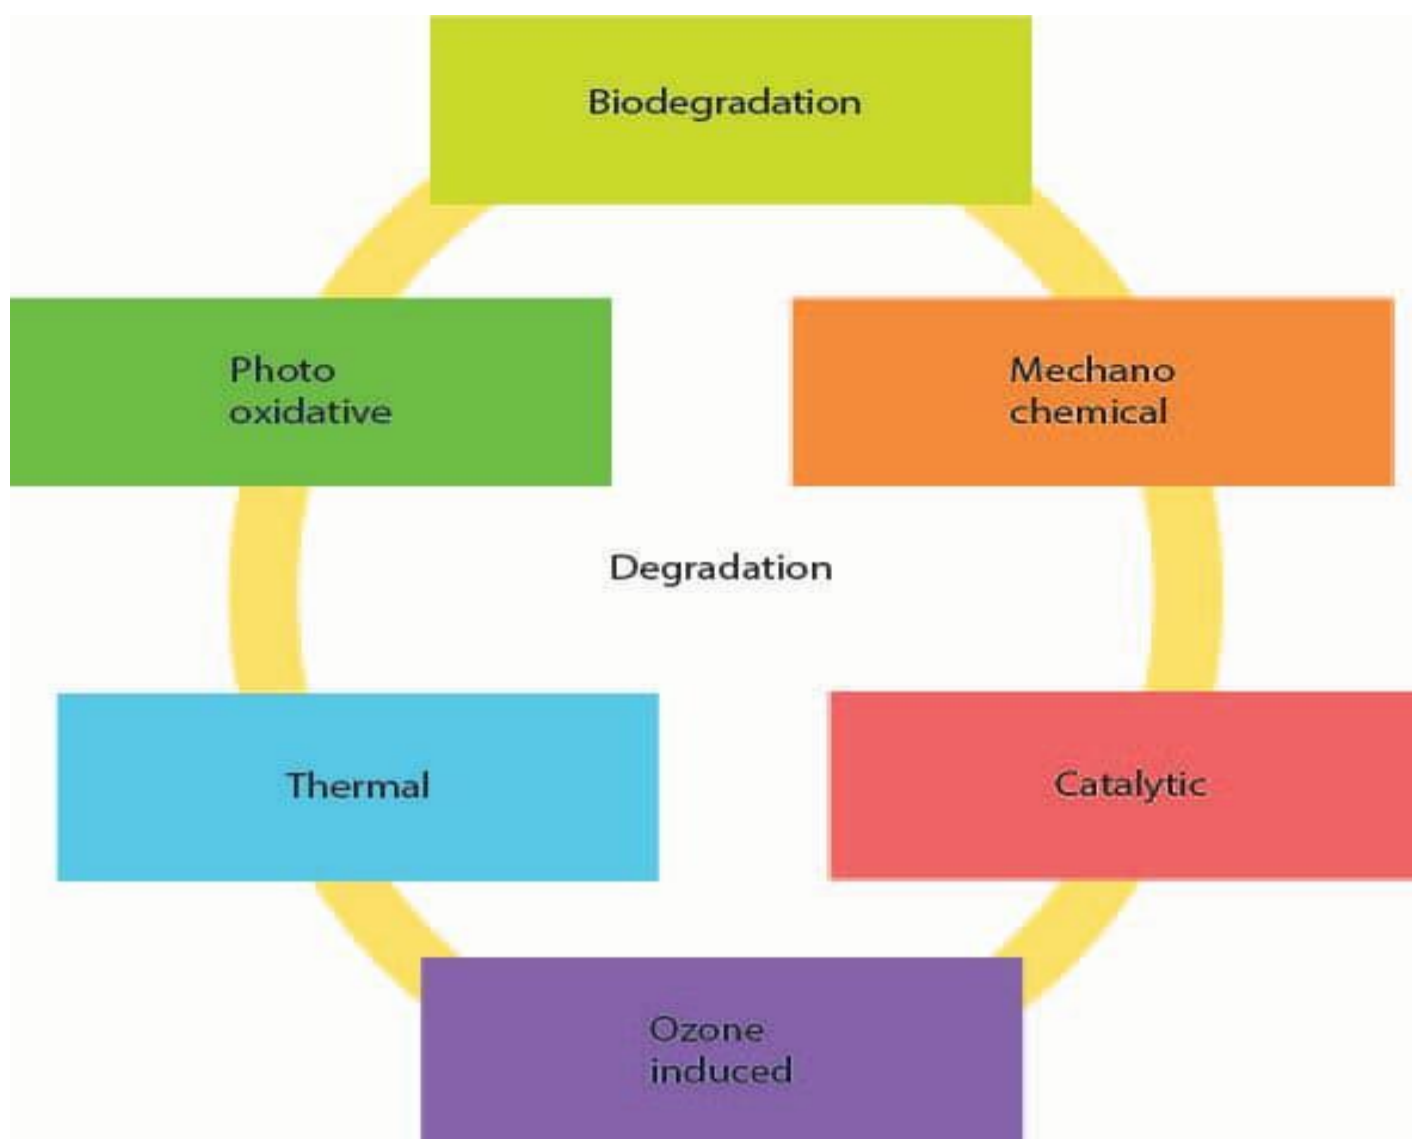 Biodegradation
Photo
oxidative
Mechano
chemical
Degradation
Thermal
Catalytic
Ozone
induced